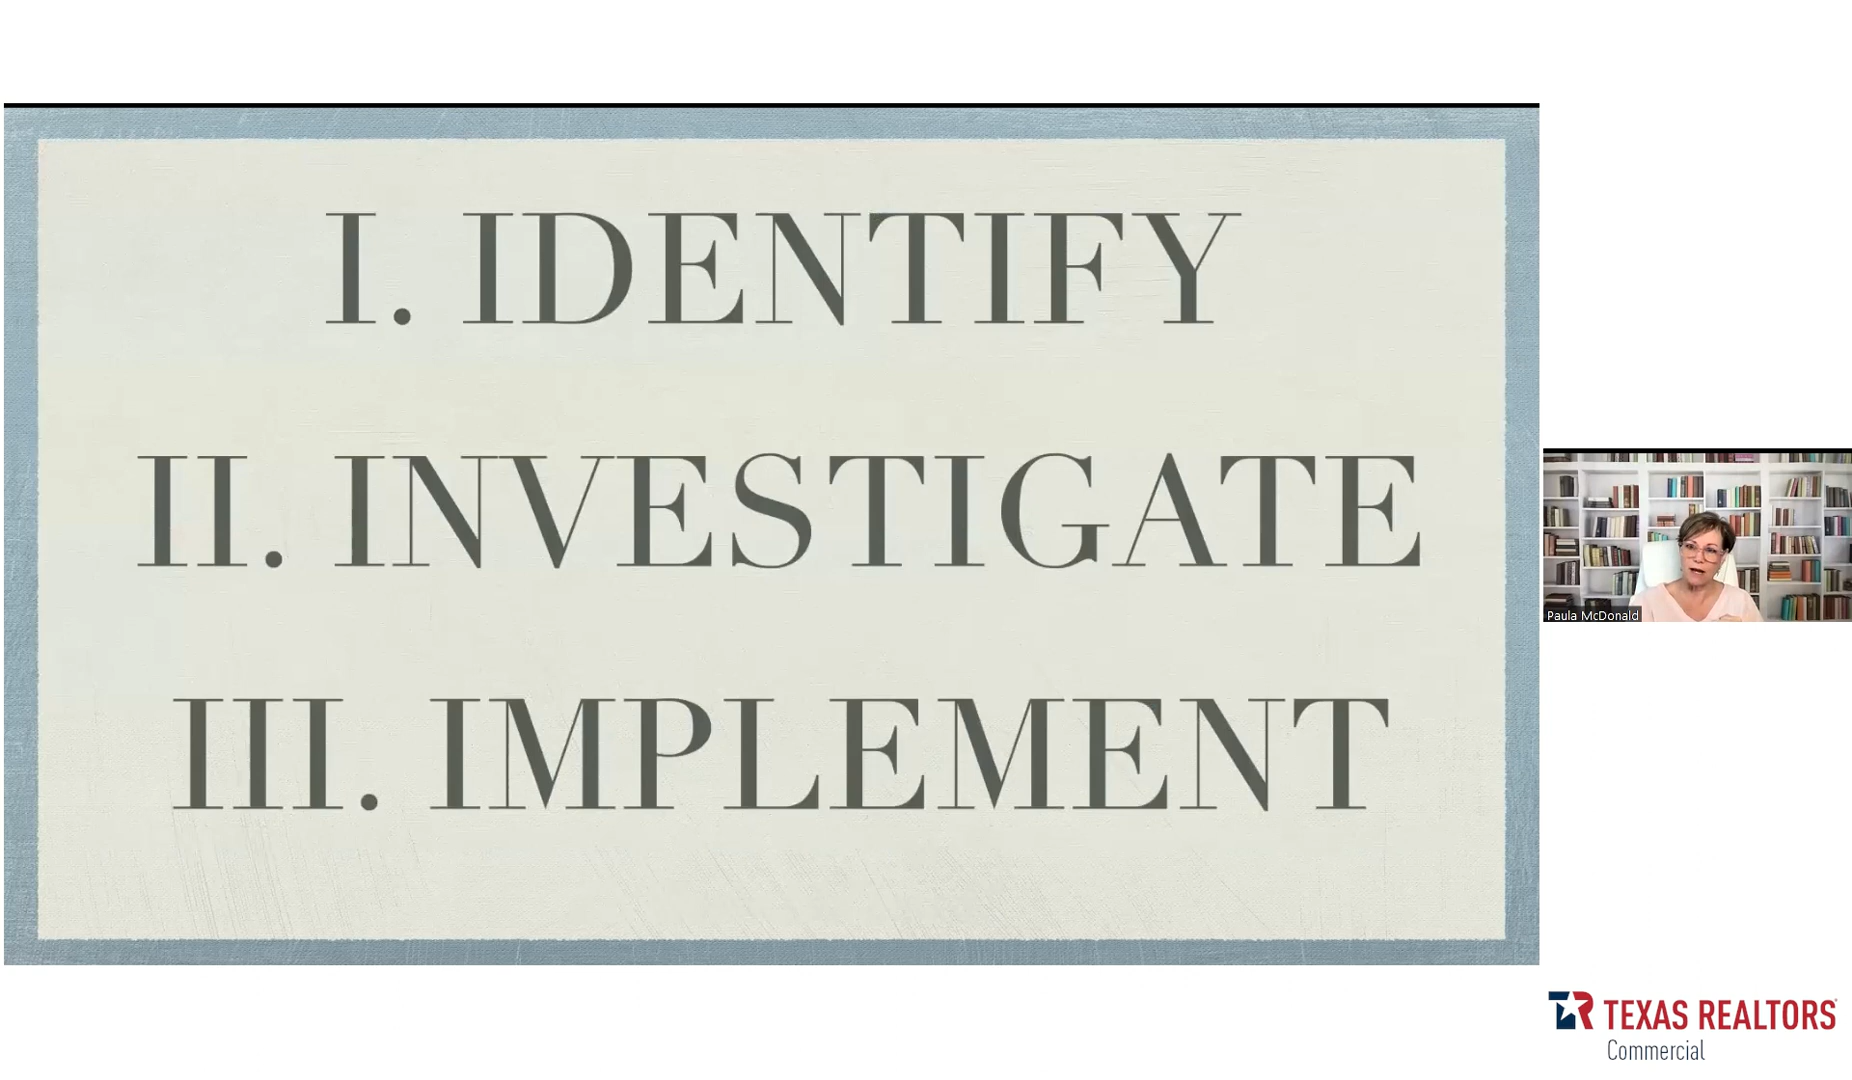 I. IDENTIFY
II. INVESTIGATE
III. IMPLEMENT
Paula McDonald
TEXAS REALTORS
Commercial